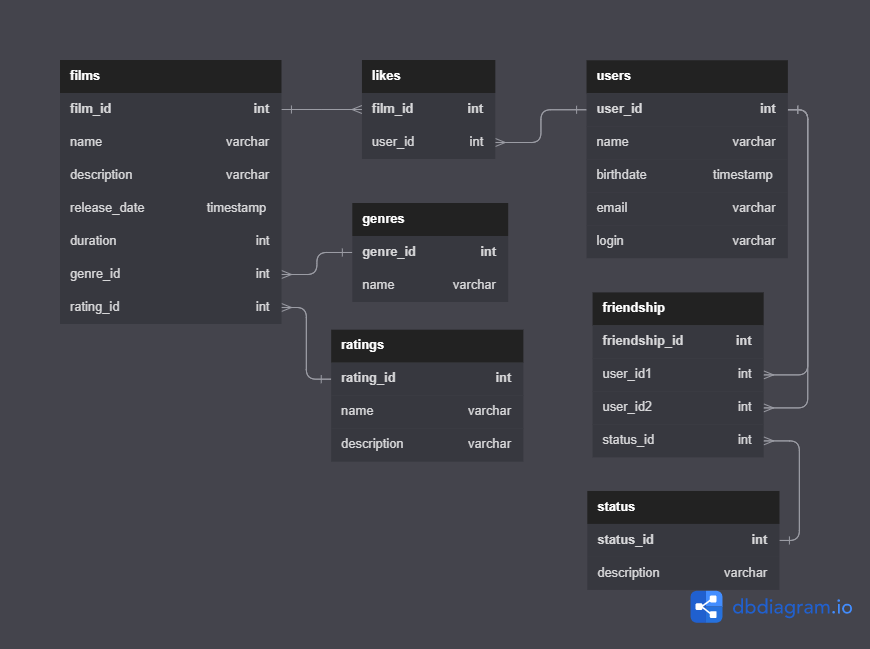 films
film_id int
name varchar
description varchar
release_date timestamp
duration int
genre_id int
rating_id int
likes
film_id int
user_id int
genres
genre_id int
name varchar
ratings
rating_id int
name varchar
description varchar
users
user_id int
name varchar
birthdate timestamp
email varchar
login varchar
friendship
friendship_id int
user_id1 int
user_id2 int
status_id int
status
status_id int
description varchar
dbdiagram.io